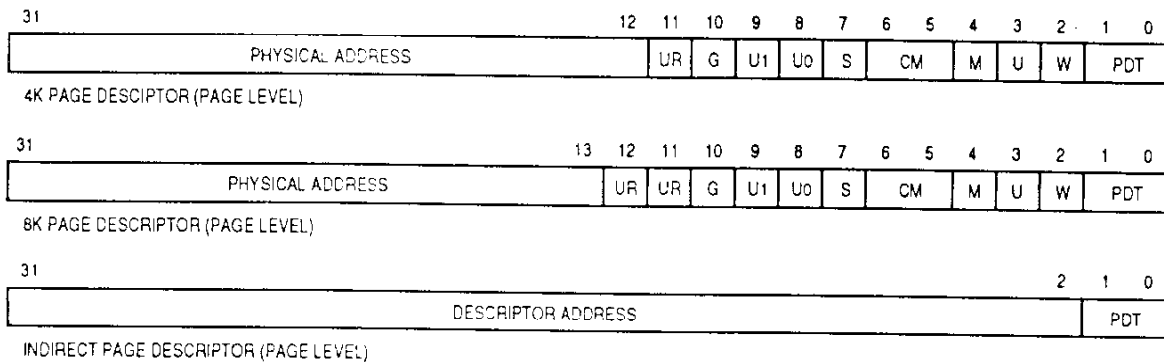 31 12 11 10 9 8 7 6 5 4 3 2 1 0
PHYSICAL ADDRESS UR G U1 U0 S CM M U W PDT
4K PAGE DESCIPTOR (PAGE LEVEL)
31 13 12 11 10 9 8 7 6 5 4 3 2 1 0
PHYSICAL ADDRESS UR UR G U1 U0 S CM M U W PDT
8K PAGE DESCRIPTOR (PAGE LEVEL)
31 2 1 0
DESCRIPTOR ADDRESS PDT
INDIRECT PAGE DESCRIPTOR (PAGE LEVEL)